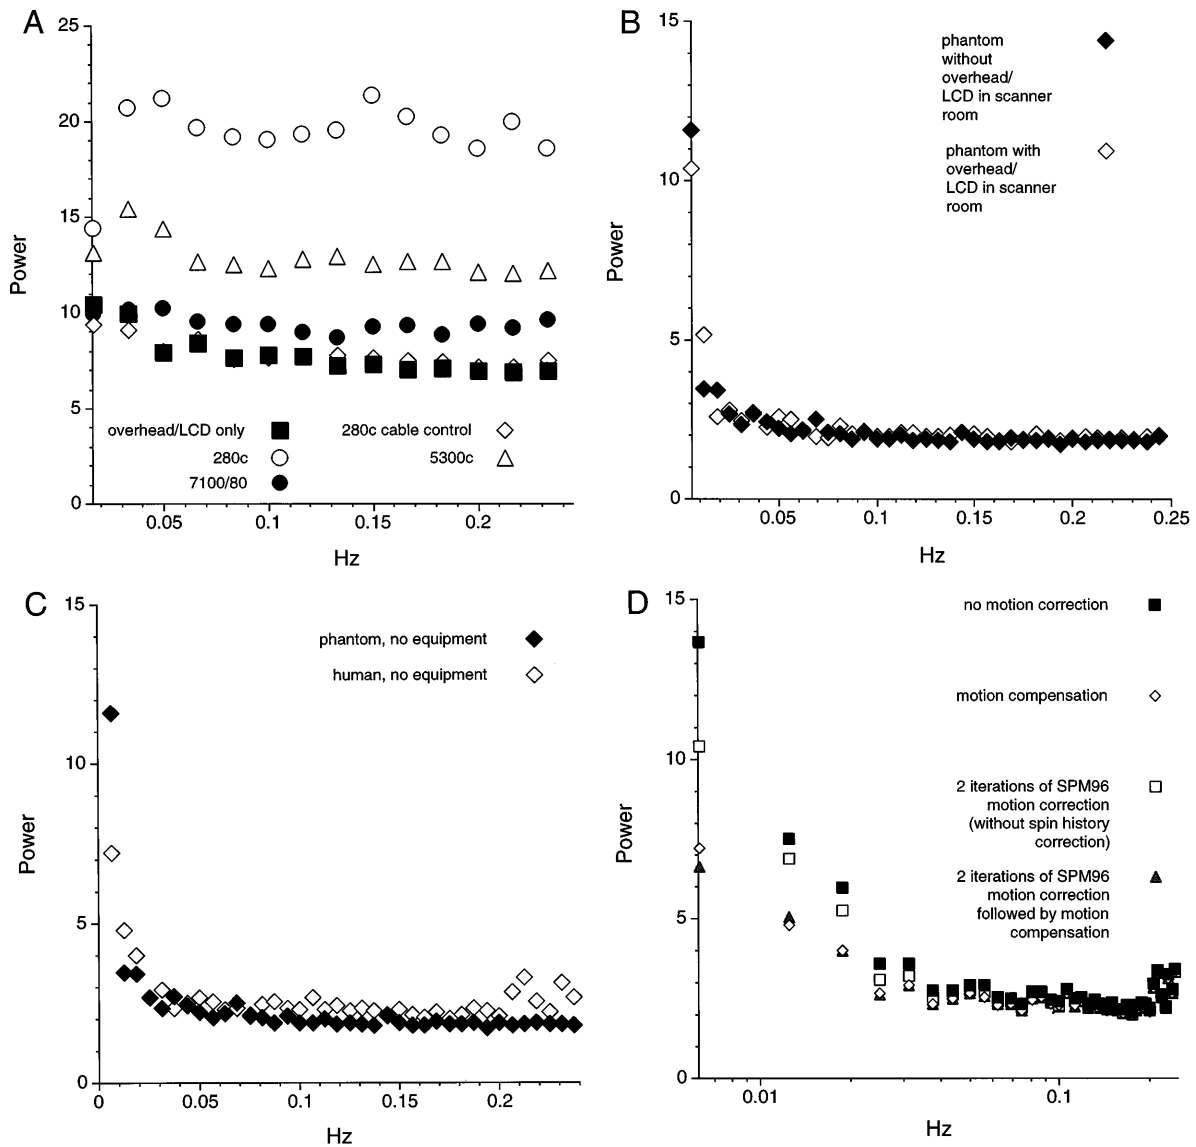 A
25
20
15
10
5
0
Power
overhead/LCD only
280c
7100/80
280c cable control
5300c
0.05
0.1
0.15
0.2
Hz
B
15
10
5
0
Power
phantom
without
overhead/
LCD in scanner
room
phantom with
overhead/
LCD in scanner
room
0.05
0.1
0.15
0.2
0.25
Hz
C
15
10
5
0
Power
phantom, no equipment
human, no equipment
0
0.05
0.1
0.15
0.2
Hz
D
15
10
5
0
Power
no motion correction
motion compensation
2 iterations of SPM96
motion correction
(without spin history
correction)
2 iterations of SPM96
motion correction
followed by motion
compensation
0.01
0.1
Hz